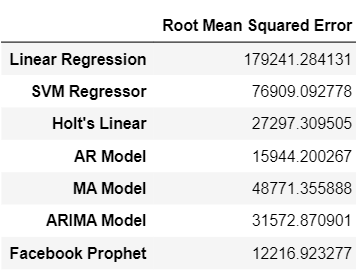 Root Mean Squared Error
Linear Regression 179241.284131
SVM Regressor 76909.092778
Holt's Linear 27297.309505
AR Model 15944.200267
MA Model 48771.355888
ARIMA Model 31572.870901
Facebook Prophet 12216.923277